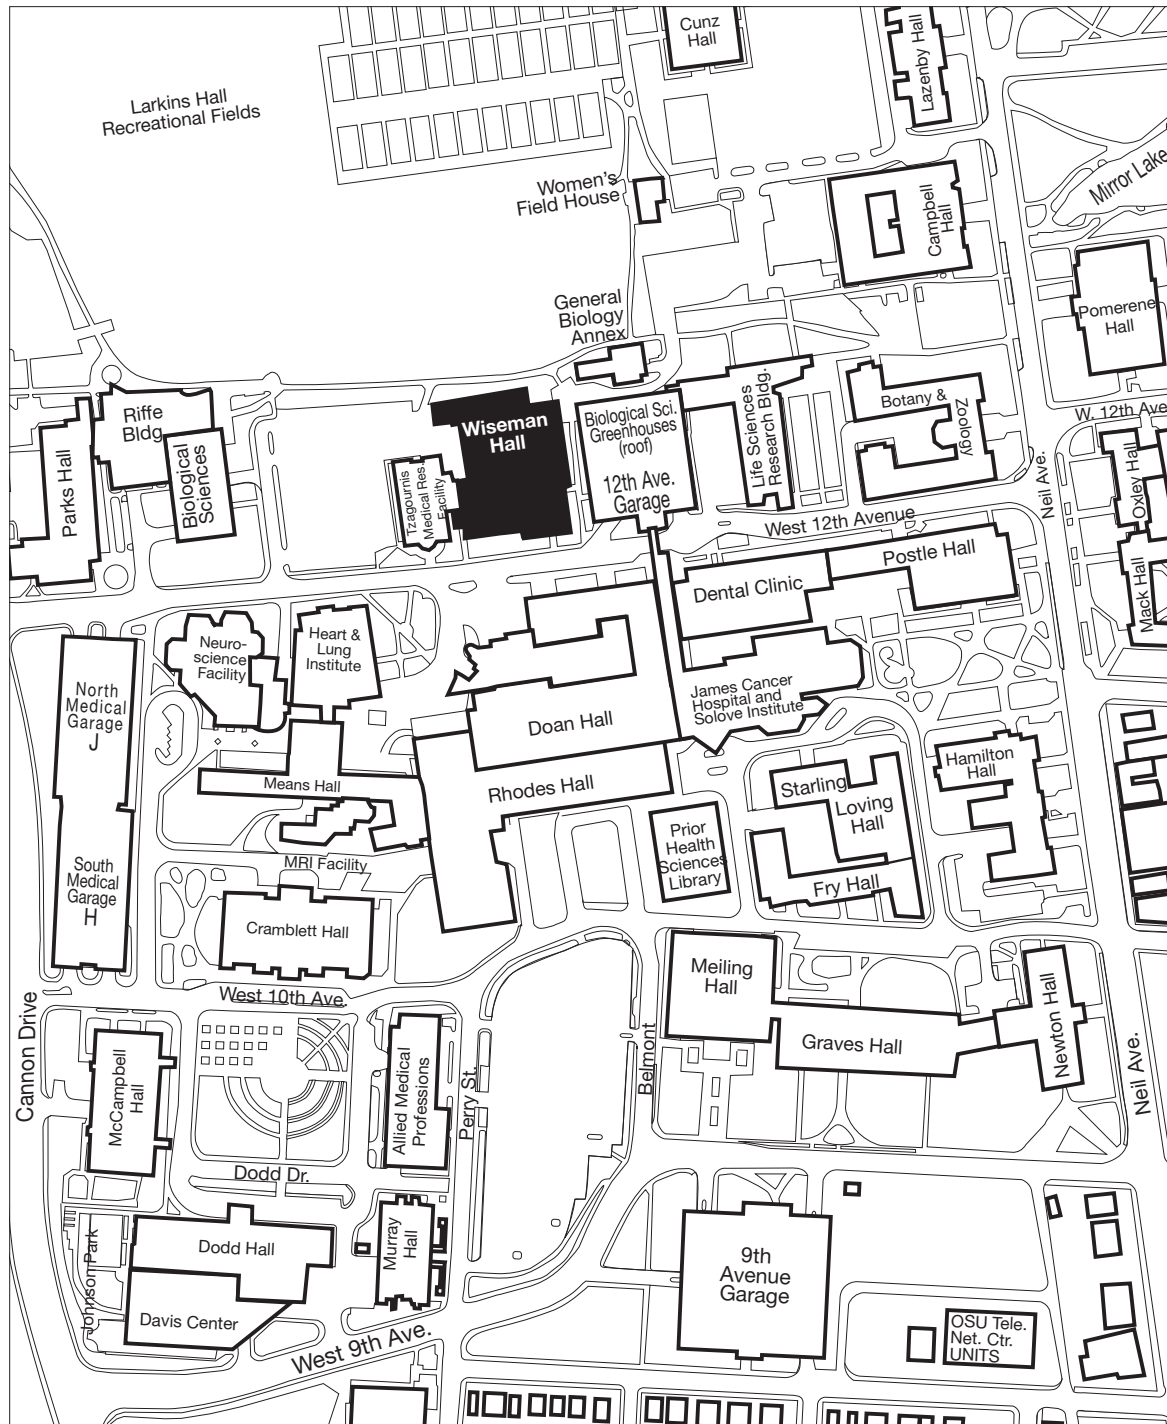 Cunz
Hall
Lazenby Hall
Larkins Hall
Recreational Fields
Women's
Field House
Mirror Lake
Campbell
Hall
General
Biology
Annex
Pomerene
Hall
Riffe
Bldg.
Parks Hall
Biological
Sciences
Wiseman
Hall
Tzagournis
Medical Res.
Facility
Biological Sci.
Greenhouses
(roof)
12th Ave.
Garage
Life Sciences
Research Bldg.
Botany &
Zoology
W. 12th Ave
Neil Ave.
Oxley Hall
Mack Hall
West 12th Avenue
Postle Hall
Dental Clinic
Neuro-
science
Facility
Heart &
Lung
Institute
North
Medical
Garage
J
James Cancer
Hospital and
Solove Institute
Doan Hall
Rhodes Hall
Means Hall
MRI Facility
Hamilton
Hall
Starling
Loving
Hall
Fry Hall
Prior
Health
Sciences
Library
South
Medical
Garage
H
Cramblett Hall
West 10th Ave.
Meiling
Hall
Graves Hall
Newton Hall
Cannon Drive
McCampbell
Hall
Allied Medical
Professions
Perry St.
Belmont
Neil Ave.
Dodd Dr.
Dodd Hall
Murray
Hall
Johnson Park
Davis Center
West 9th Ave.
9th
Avenue
Garage
OSU Tele.
Net. Ctr.
UNITS